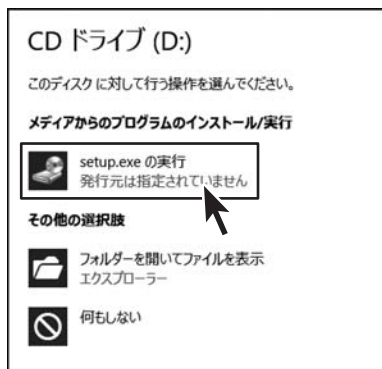 CD ドライブ (D:)
このディスク に対して行う操作を選んでください。
メディアからのプログラムのインストール/実行
setup.exe の実行
発行元は指定されていません
その他の選択肢
フォルダーを開いてファイルを表示
エクスプローラー
何もしない